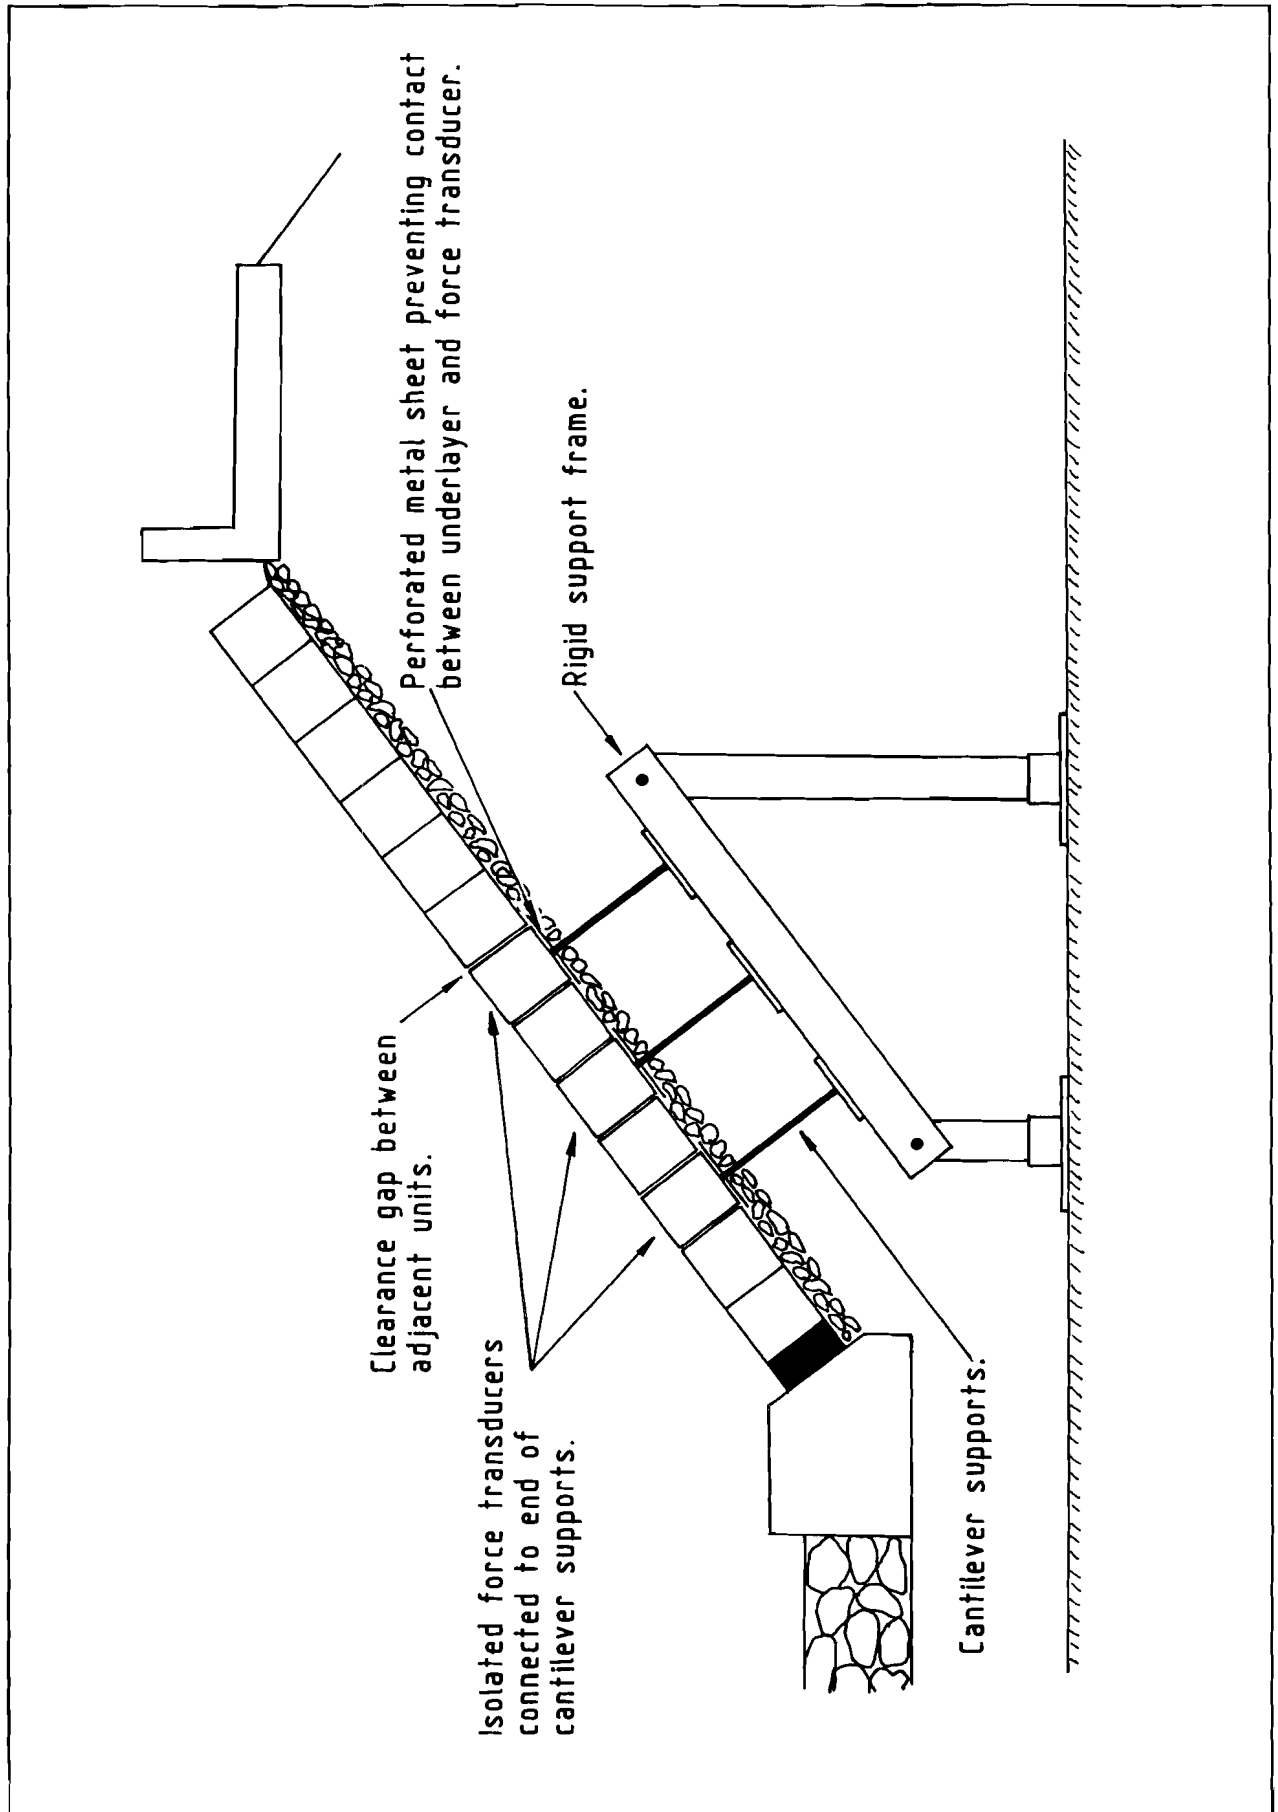 Isolated force transducers
connected to end of
cantilever supports.
Clearance gap between
adjacent units.
Perforated metal sheet preventing contact
between underlayer and force transducer.
Rigid support frame.
Cantilever supports.